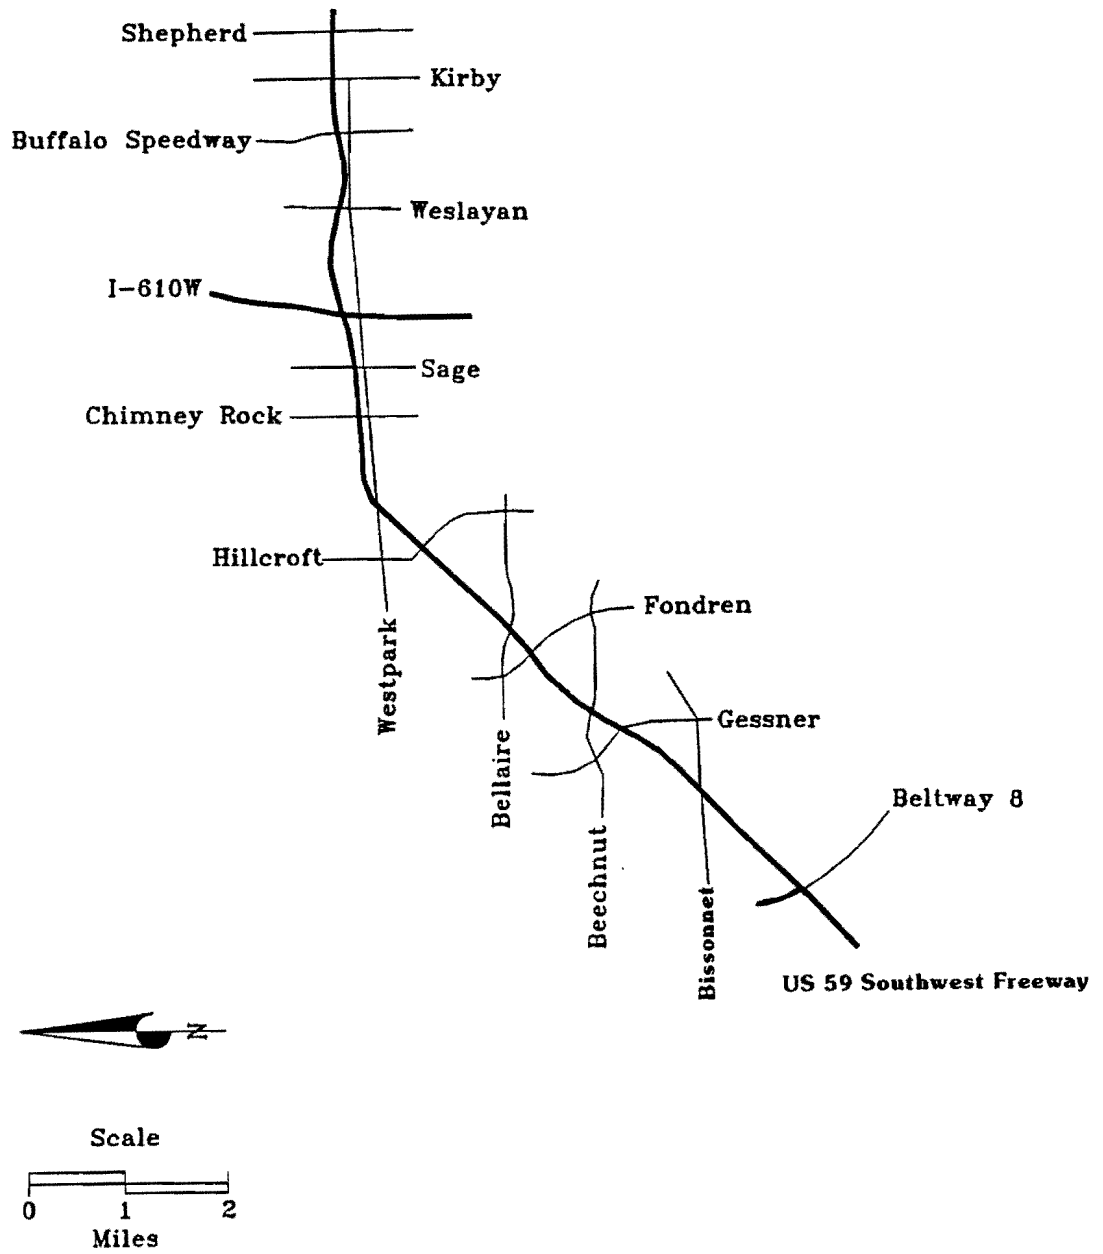 Shepherd
Kirby
Buffalo Speedway
Weslayan
I-610W
Sage
Chimney Rock
Hillcroft
Fondren
Westpark
Gessner
Bellaire
Beltway 8
Beechnut
Bissonnet
US 59 Southwest Freeway
N
Scale
0 1 2
Miles